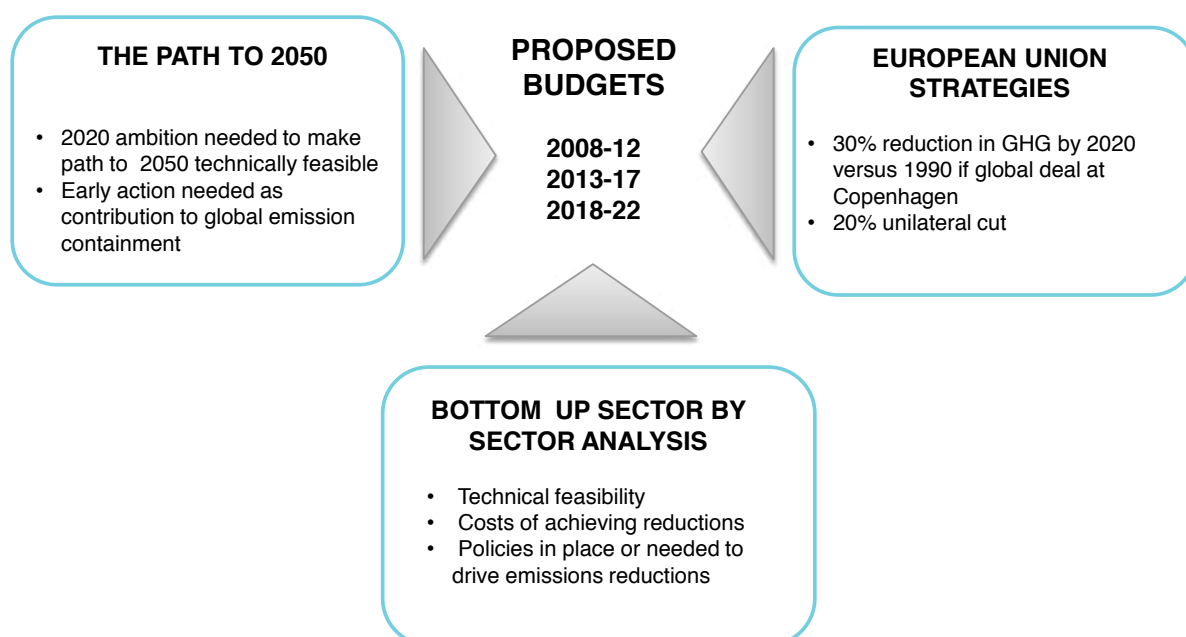 THE PATH TO 2050
• 2020 ambition needed to make
path to 2050 technically feasible
• Early action needed as
contribution to global emission
containment
PROPOSED
BUDGETS
2008-12
2013-17
2018-22
EUROPEAN UNION
STRATEGIES
• 30% reduction in GHG by 2020
versus 1990 if global deal at
Copenhagen
• 20% unilateral cut
BOTTOM UP SECTOR BY
SECTOR ANALYSIS
• Technical feasibility
• Costs of achieving reductions
• Policies in place or needed to
drive emissions reductions